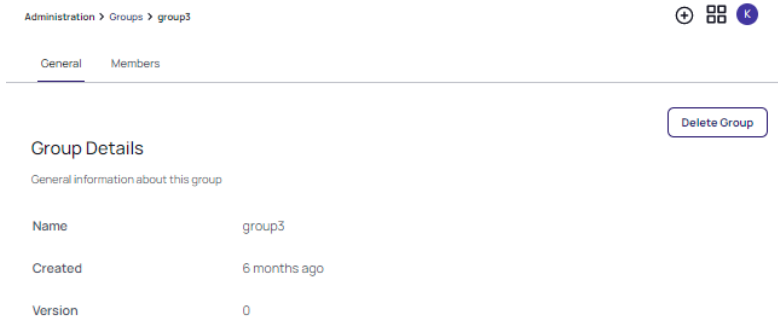 Administration > Groups > group3
K
General Members
Delete Group
Group Details
General information about this group
Name group3
Created 6 months ago
Version 0